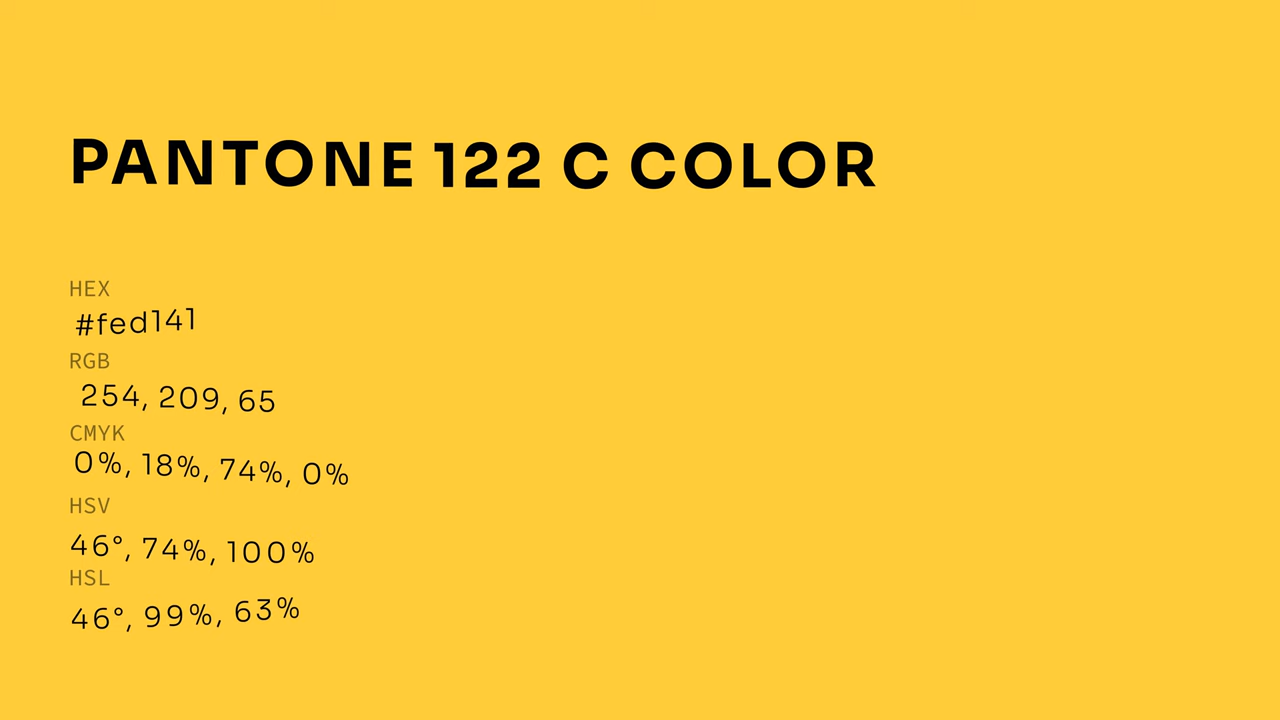 PANTONE 122 C COLOR
HEX
#fed141
RGB
254, 209, 65
CMYK
0%, 18%, 74%, 0%
HSV
46°, 74%, 100%
HSL
46°, 99%, 63%